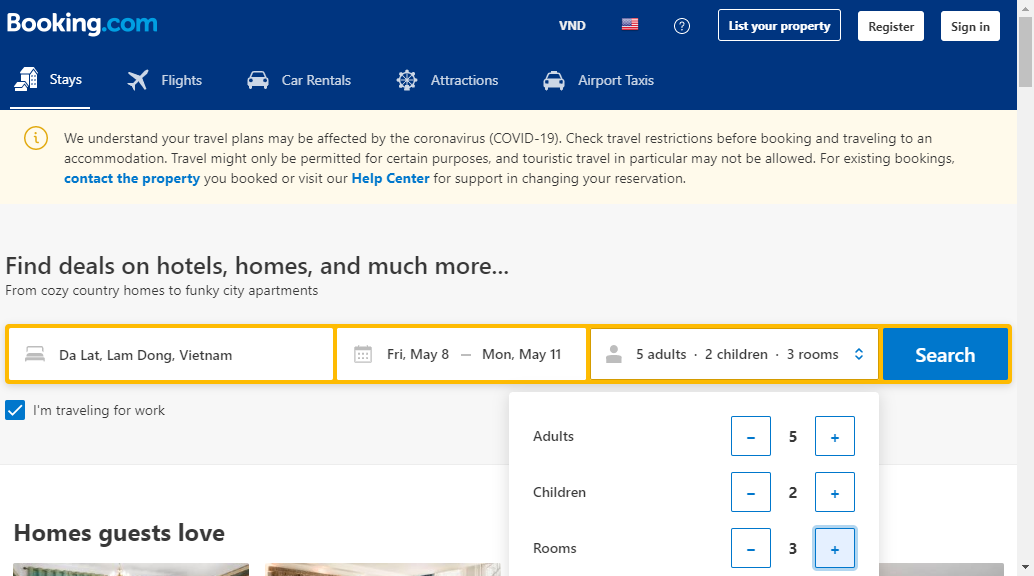 Booking.com
VND
List your property
Register
Sign in
Stays
Flights
Car Rentals
Attractions
Airport Taxis
We understand your travel plans may be affected by the coronavirus (COVID-19). Check travel restrictions before booking and traveling to an
accommodation. Travel might only be permitted for certain purposes, and touristic travel in particular may not be allowed. For existing bookings,
contact the property you booked or visit our Help Center for support in changing your reservation.
Find deals on hotels, homes, and much more...
From cozy country homes to funky city apartments
Da Lat, Lam Dong, Vietnam
Fri, May 8 — Mon, May 11
5 adults · 2 children · 3 rooms
Search
I'm traveling for work
Adults − 5 +
Children − 2 +
Rooms − 3 +
Homes guests love